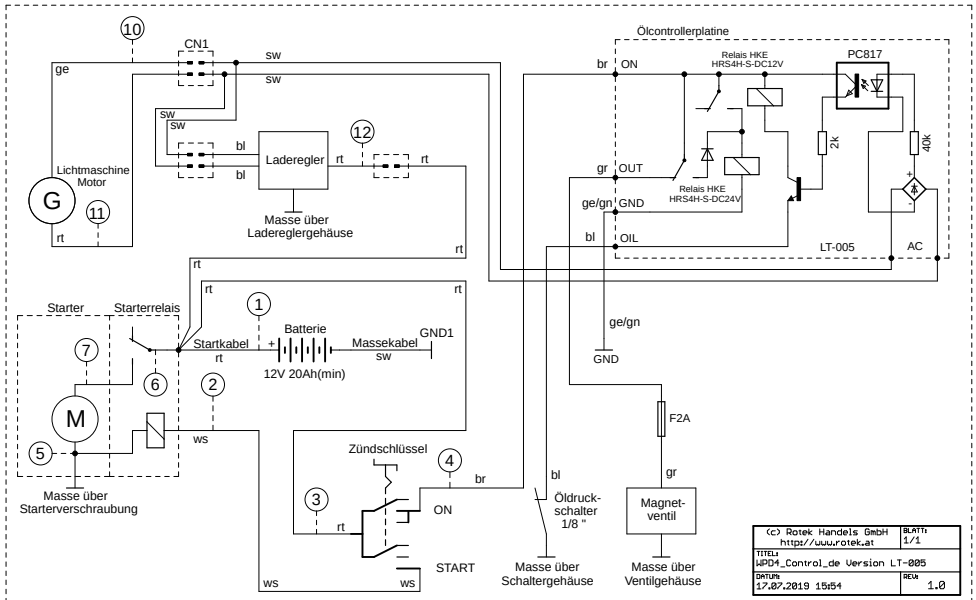 10
CN1
ge
sw
sw
sw
sw
bl
bl
Laderegler
12
rt
rt
Masse über
Ladereglergehäuse
Lichtmaschine
Motor
G
11
rt
Ölcontrollerplatine
br
ON
Relais HKE
HRS4H-S-DC12V
PC817
2k
40k
gr
OUT
Relais HKE
HRS4H-S-DC24V
ge/gn
GND
bl
OIL
+
-
LT-005
AC
rt
rt
rt
Starter
Starterrelais
1
Startkabel
rt
Batterie
+
12V 20Ah(min)
Massekabel
sw
GND1
ge/gn
GND
7
6
2
M
5
ws
Masse über
Starterverschraubung
Zündschlüssel
4
br
3
rt
ON
START
ws
ws
bl
Öldruck-
schalter
1/8 "
Masse über
Schaltergehäuse
F2A
gr
Magnet-
ventil
Masse über
Ventilgehäuse
(c) Rotek Handels GmbH
http://www.rotek.at
BLATT:
1/1
TITEL:
WPD4_Control_de Version LT-005
DATUM:
17.07.2019 15:54
REV:
1.0